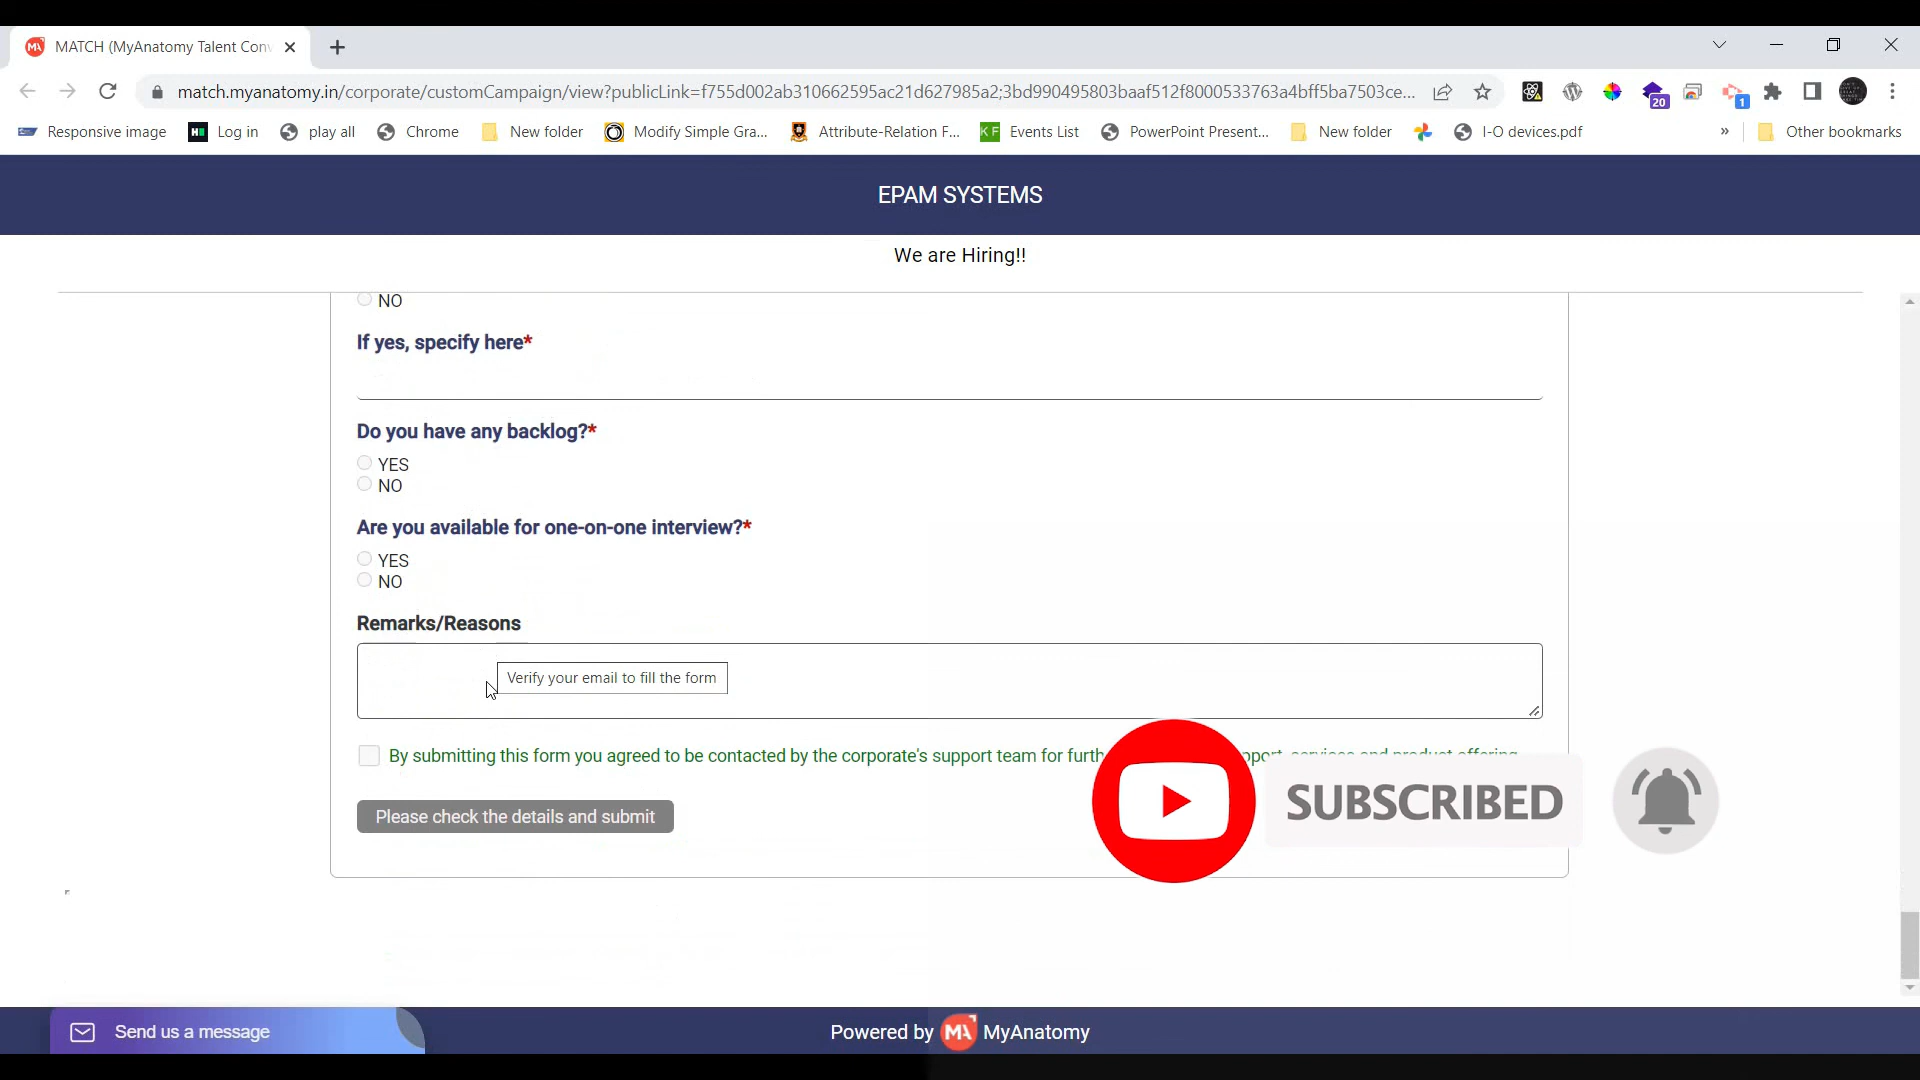 MATCH (MyAnatomy Talent Conv
match.myanatomy.in/corporate/customCampaign/view?publicLink=f755d002ab310662595ac21d627985a2;3bd990495803baaf512f8000533763a4bff5ba7503ce...
20
1
Responsive image
Log in
play all
Chrome
New folder
Modify Simple Gra...
Attribute-Relation F...
KF
Events List
PowerPoint Present...
New folder
I-O devices.pdf
»
Other bookmarks
EPAM SYSTEMS
We are Hiring!!
NO
If yes, specify here*
Do you have any backlog?*
YES
NO
Are you available for one-on-one interview?*
YES
NO
Remarks/Reasons
Verify your email to fill the form
By submitting this form you agreed to be contacted by the corporate's support team for
Please check the details and submit
SUBSCRIBED
Send us a message
Powered by MA MyAnatomy